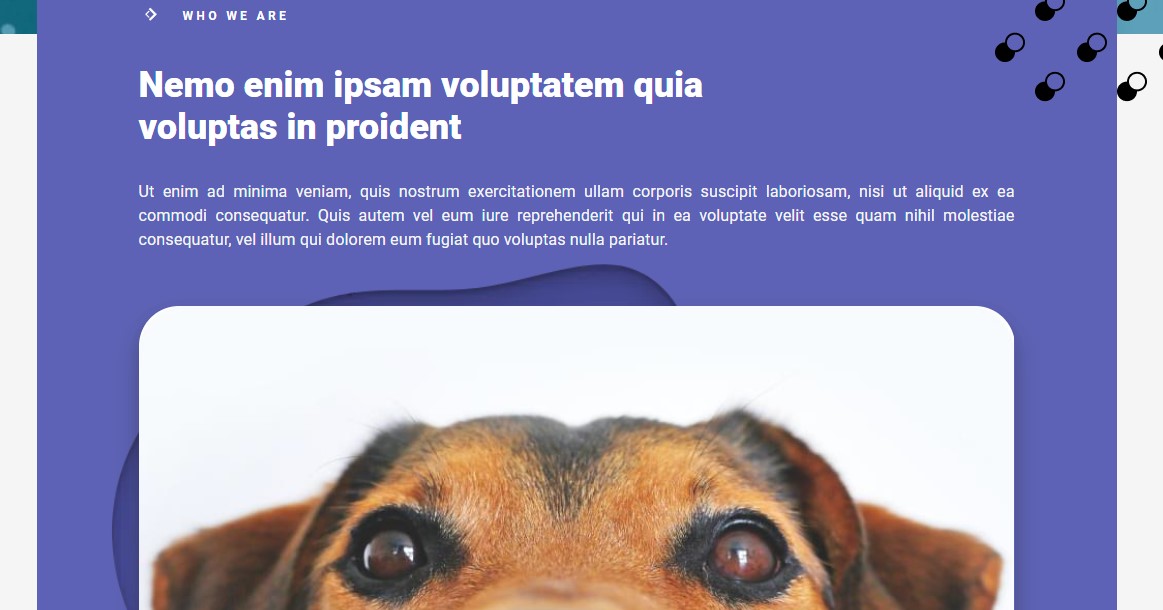 WHO WE ARE
Nemo enim ipsam voluptatem quia
voluptas in proident
Ut enim ad minima veniam, quis nostrum exercitationem ullam corporis suscipit laboriosam, nisi ut aliquid ex ea
commodi consequatur. Quis autem vel eum iure reprehenderit qui in ea voluptate velit esse quam nihil molestiae
consequatur, vel illum qui dolorem eum fugiat quo voluptas nulla pariatur.